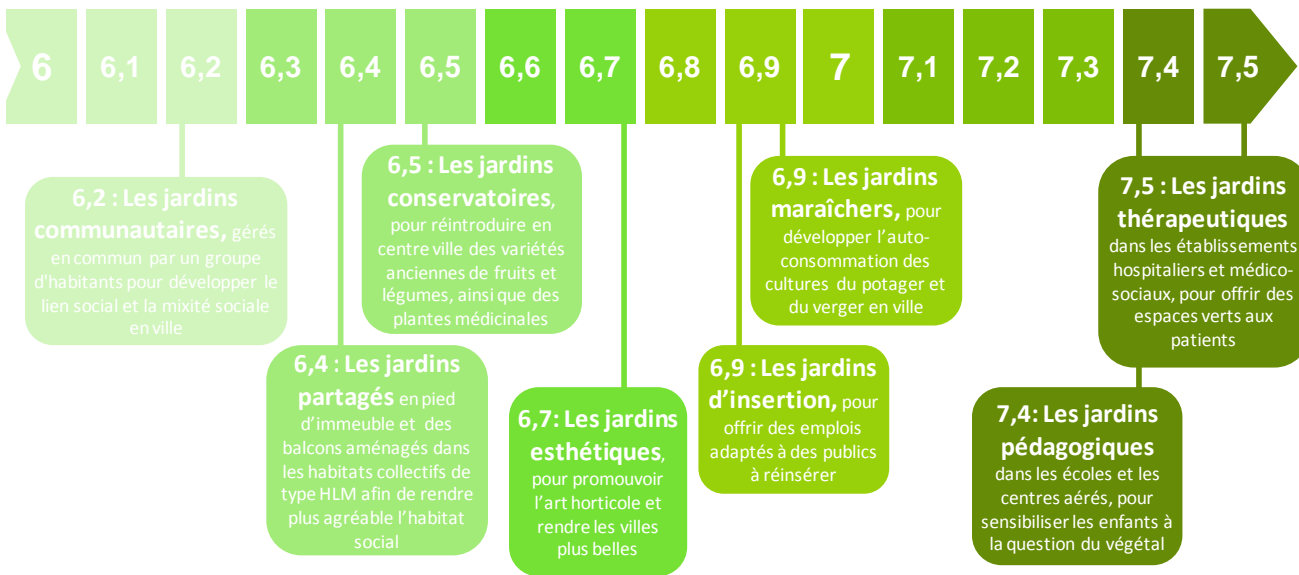 6 6,1 6,2 6,3 6,4 6,5 6,6 6,7 6,8 6,9 7 7,1 7,2 7,3 7,4 7,5
6,2 : Les jardins
communautaires, gérés
en commun par un groupe
d'habitants pour développer le
lien social et la mixité sociale
en ville
6,4 : Les jardins
partagés en pied
d'immeuble et des
balcons aménagés dans
les habitats collectifs de
type HLM afin de rendre
plus agréable l'habitat
social
6,5 : Les jardins
conservatoires,
pour réintroduire en
centre ville des variétés
anciennes de fruits et
légumes, ainsi que des
plantes médicinales
6,7: Les jardins
esthétiques,
pour promouvoir
l'art horticole et
rendre les villes
plus belles
6,9 : Les jardins
maraîchers, pour
développer l'auto-
consommation des
cultures du potager et
du verger en ville
6,9 : Les jardins
d'insertion, pour
offrir des emplois
adaptés à des publics
à réinsérer
7,5 : Les jardins
thérapeutiques
dans les établissements
hospitaliers et médico-
sociaux, pour offrir des
espaces verts aux
patients
7,4: Les jardins
pédagogiques
dans les écoles et les
centres aérés, pour
sensibiliser les enfants à
la question du végétal